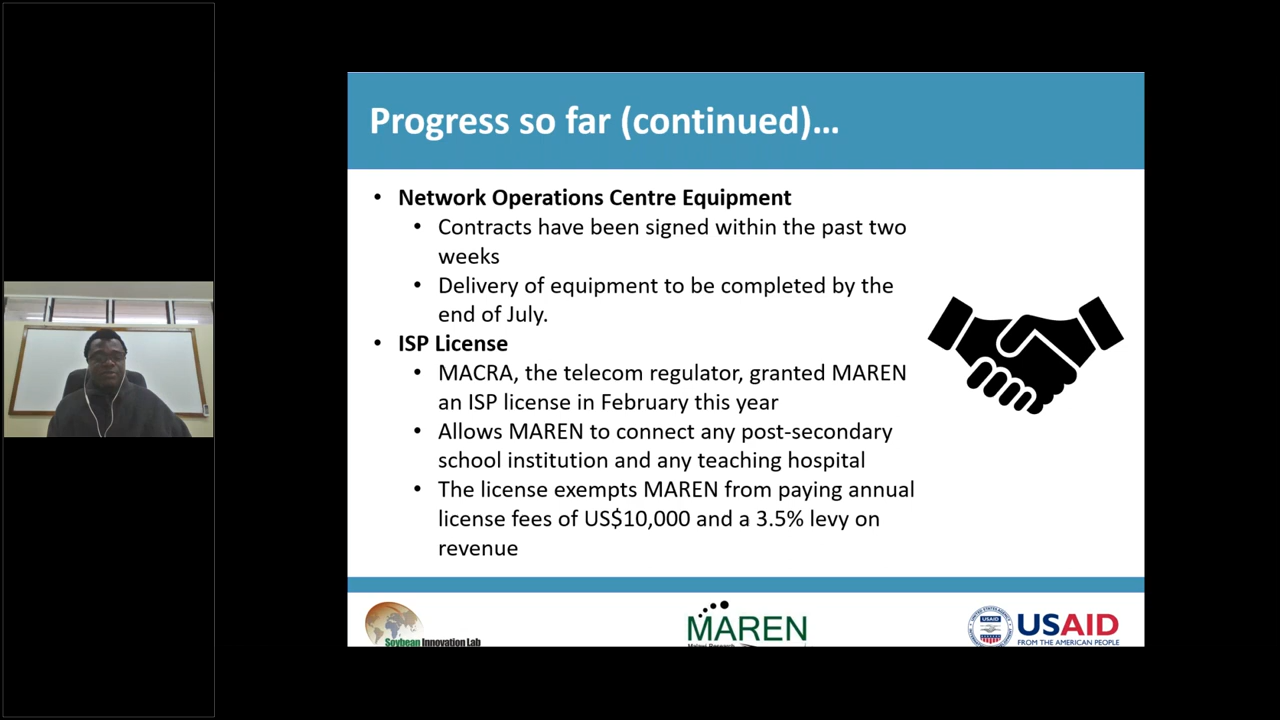 Progress so far (continued)…
• Network Operations Centre Equipment
• Contracts have been signed within the past two
weeks
• Delivery of equipment to be completed by the
end of July.
• ISP License
• MACRA, the telecom regulator, granted MAREN
an ISP license in February this year
• Allows MAREN to connect any post-secondary
school institution and any teaching hospital
• The license exempts MAREN from paying annual
license fees of US$10,000 and a 3.5% levy on
revenue
Soybean Innovation Lab
MAREN
Malawi Research
USAID
USAID
FROM THE AMERICAN PEOPLE